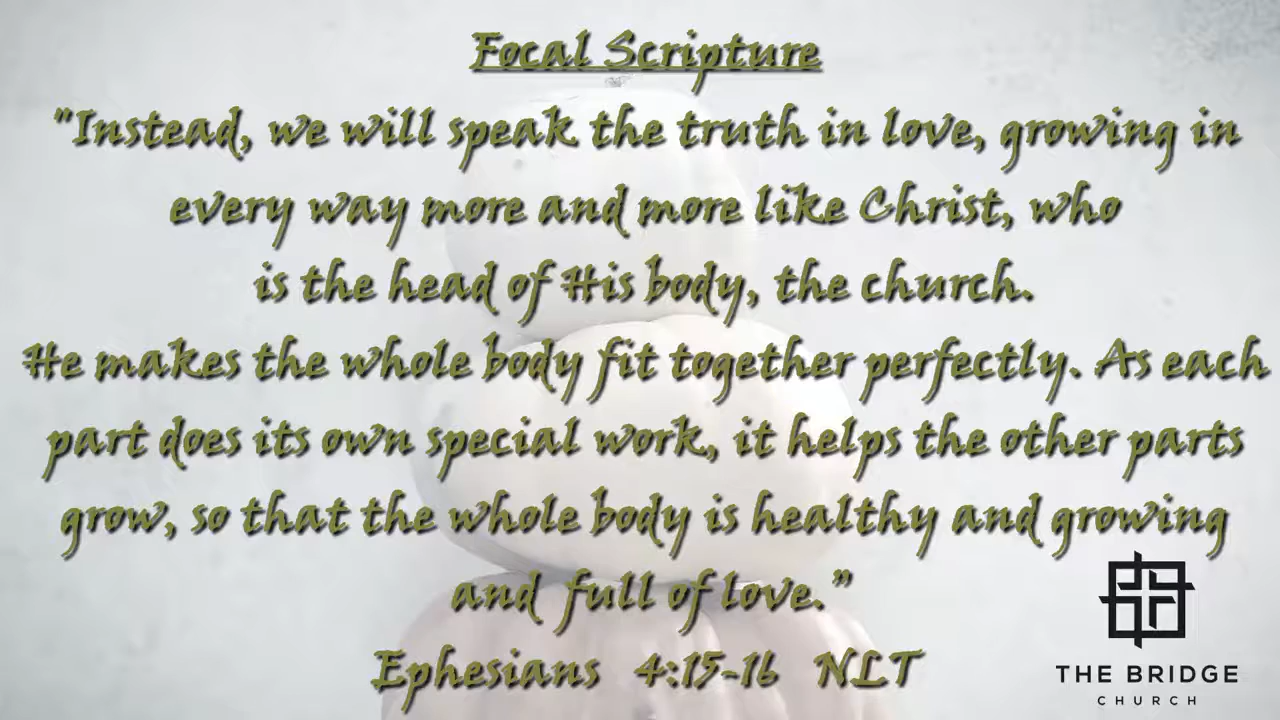 Focal Scripture
"Instead, we will speak the truth in love, growing in
every way more and more like Christ, who
is the head of His body, the church.
He makes the whole body fit together perfectly. As each
part does its own special work, it helps the other parts
grow, so that the whole body is healthy and growing
and full of love."
Ephesians 4:15-16 NLT
THE BRIDGE
CHURCH